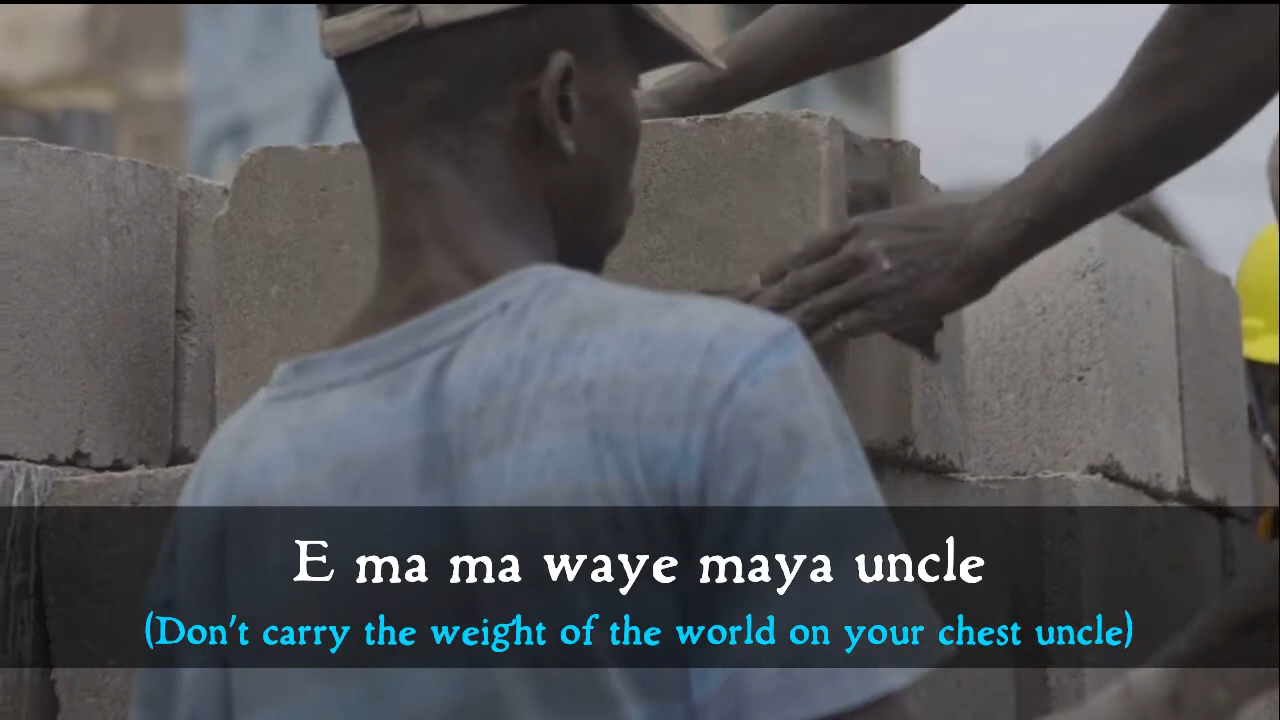 E ma ma waye maya uncle
(Don't carry the weight of the world on your chest uncle)